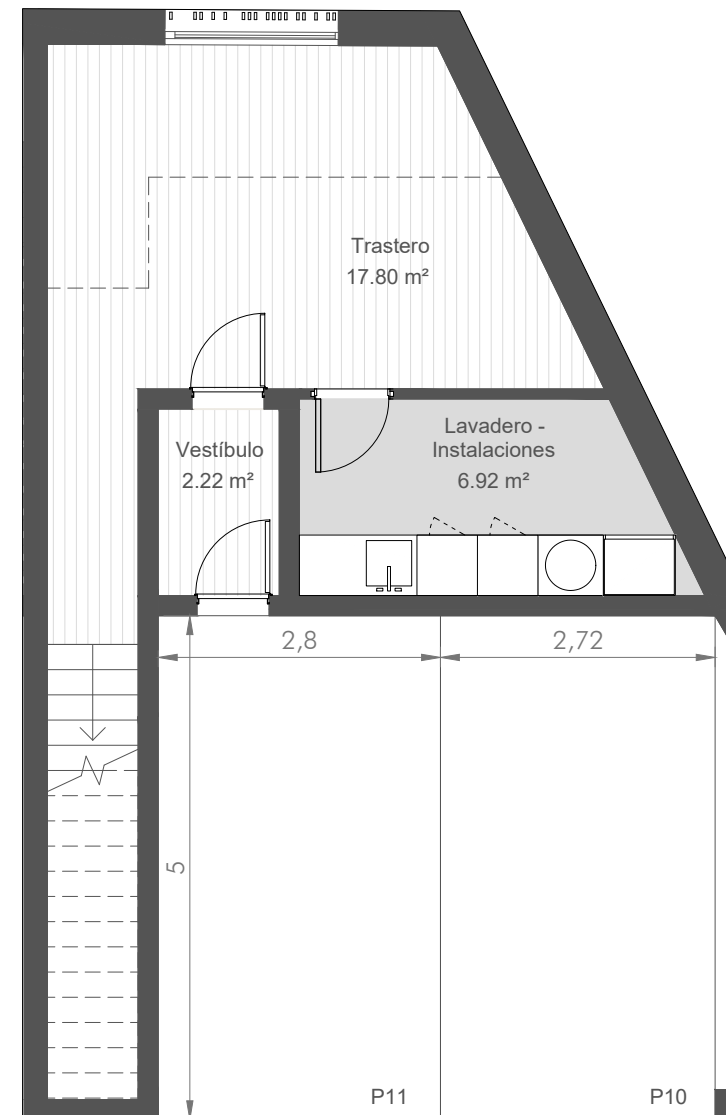 Trastero
17.80 m²
Vestíbulo
2.22 m²
Lavadero -
Instalaciones
6.92 m²
2,8
2,72
5
P11
P10